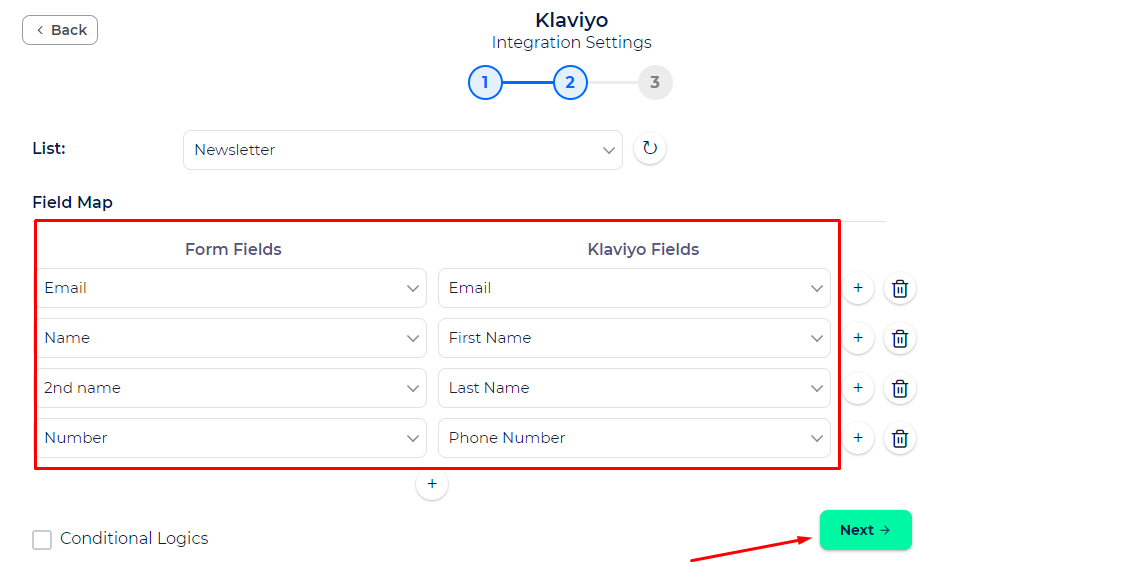 Back
Klaviyo
Integration Settings
1 2 3
List: Newsletter
Field Map
Form Fields Klaviyo Fields
Email Email
Name First Name
2nd name Last Name
Number Phone Number
Conditional Logics
Next